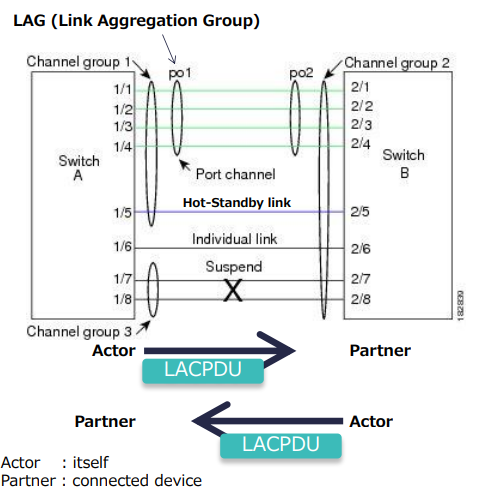 LAG (Link Aggregation Group)
Channel group 1
po1
po2
Channel group 2
1/1
2/1
1/2
2/2
1/3
2/3
1/4
2/4
Switch A
Switch B
Port channel
Hot-Standby link
1/5
2/5
Individual link
1/6
2/6
Suspend
1/7
2/7
1/8
X
2/8
182839
Channel group 3
Actor
Partner
LACPDU
Partner
Actor
LACPDU
Actor : itself
Partner : connected device